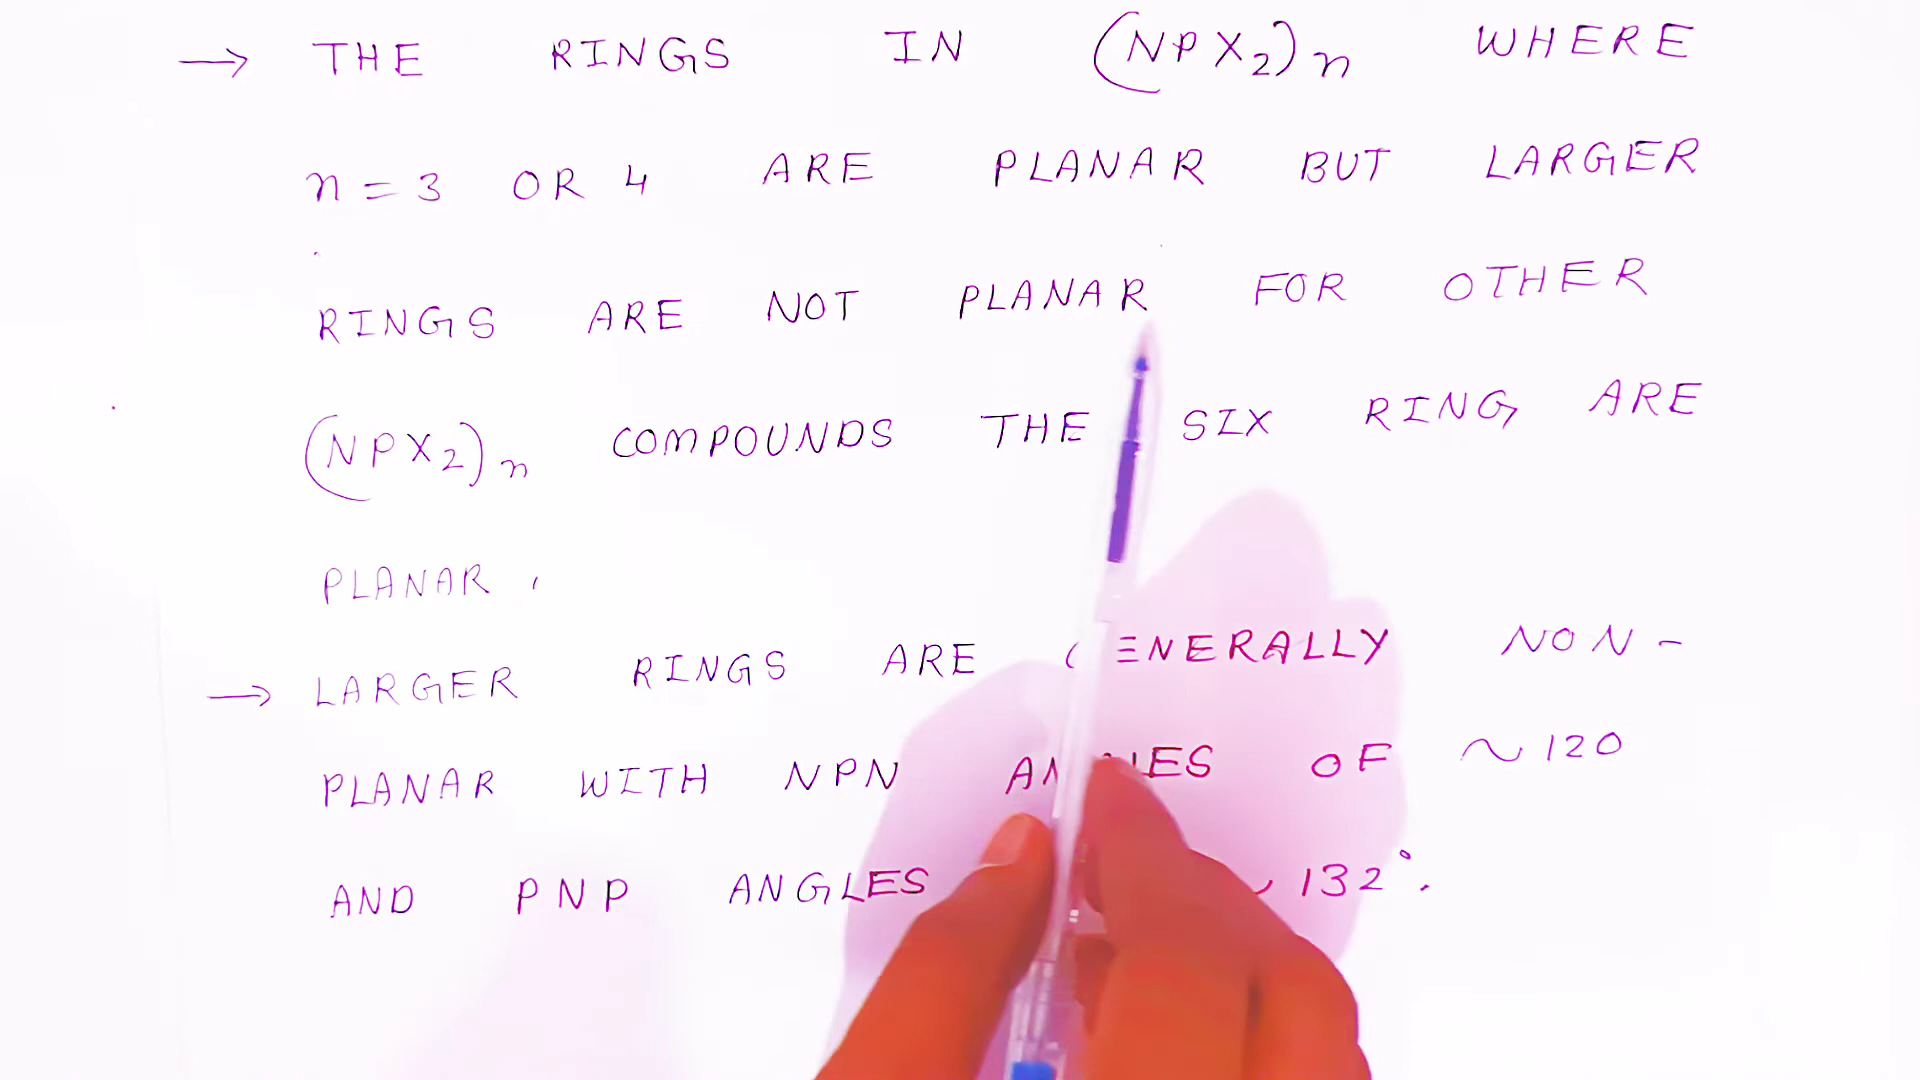 → THE RINGS IN (NPX2)n WHERE
n = 3 OR 4 ARE PLANAR BUT LARGER
RINGS ARE NOT PLANAR FOR OTHER
(NPX2)n COMPOUNDS THE SIX RING ARE
PLANAR.
→ LARGER RINGS ARE GENERALLY NON-
PLANAR WITH NPN ANGLES OF ~120
AND PNP ANGLES ~132°.